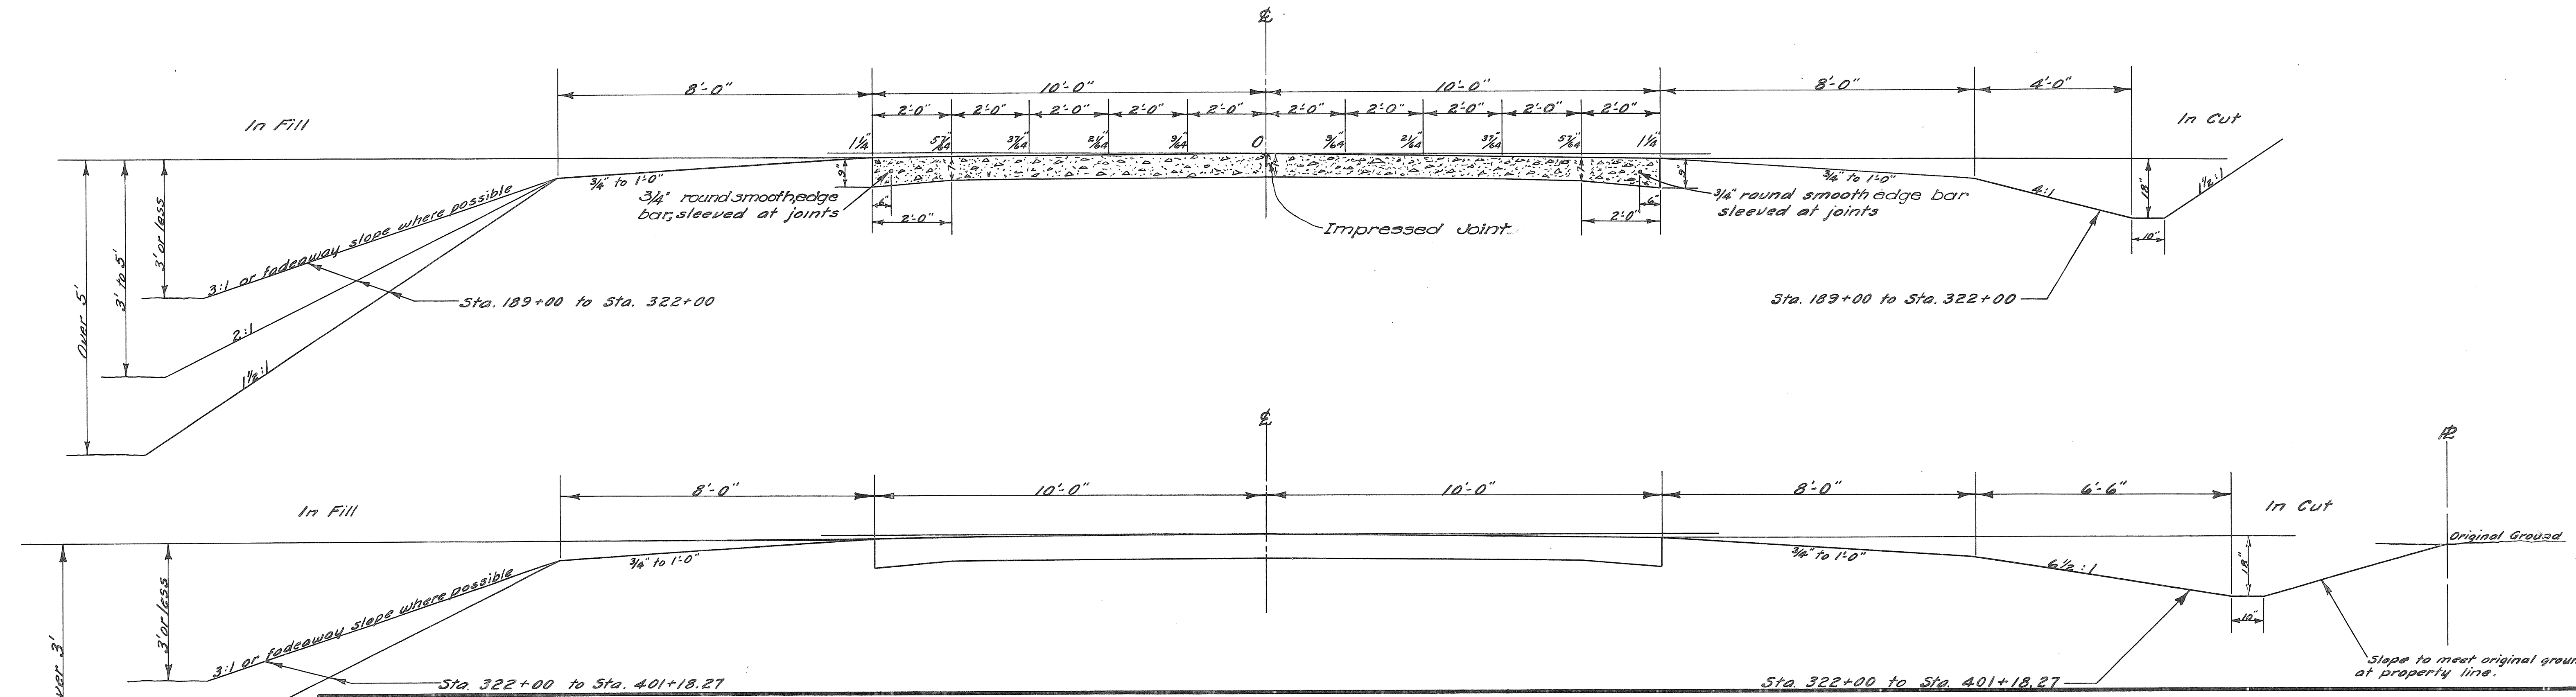 ℄
8'-0"
10'-0"
10'-0"
8'-0"
4'-0"
In Fill
2'-0" 2'-0" 2'-0" 2'-0" 2'-0" 2'-0" 2'-0" 2'-0" 2'-0" 2'-0"
In Cut
1¼" 57/64" 37/64" 21/64" 9/64" 0 9/64" 21/64" 37/64" 57/64" 1¼"
3/4" to 1'-0"
9"
9"
3/4" to 1'-0"
4:1
18"
1½:1
3/4" round smooth edge
bar, sleeved at joints
6"
2'-0"
Impressed Joint
2'-0"
6"
3/4" round smooth edge bar
sleeved at joints
10"
3' or less
3:1 or fadeaway slope where possible
3' to 5'
Over 5'
2:1
1½:1
Sta. 189+00 to Sta. 322+00
Sta. 189+00 to Sta. 322+00
℄
PL
8'-0"
10'-0"
10'-0"
8'-0"
6'-6"
In Fill
In Cut
Original Ground
3/4" to 1'-0"
3/4" to 1'-0"
6½:1
18"
10"
3' or less
3:1 or fadeaway slope where possible
ver 3'
Sta. 322+00 to Sta. 401+18.27
Sta. 322+00 to Sta. 401+18.27
Slope to meet original groun
at property line.